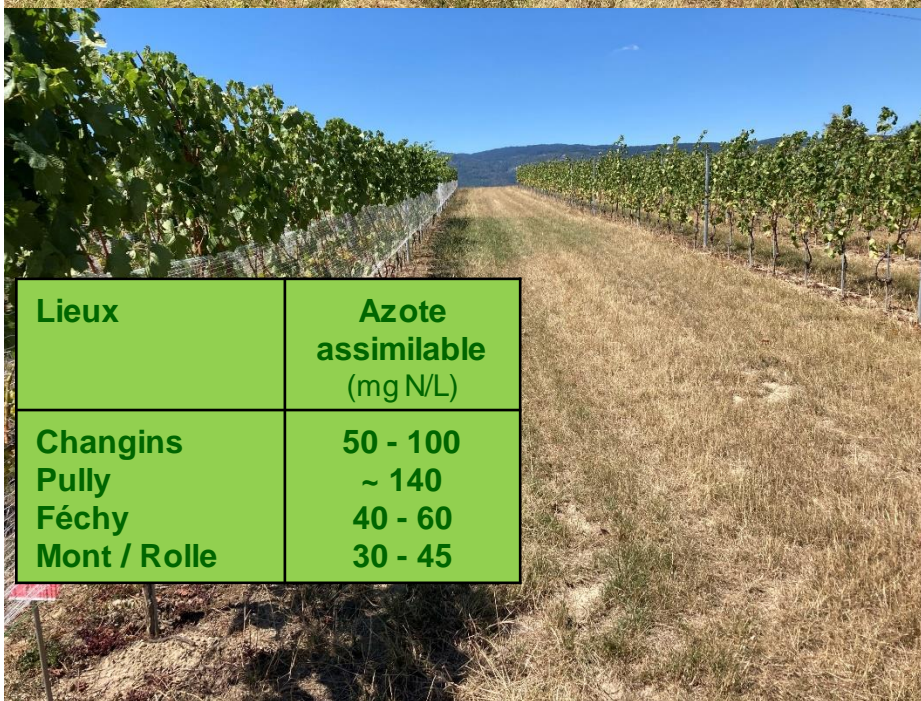 Lieux
Azote
assimilable
(mg N/L)
Changins
50 - 100
Pully
~ 140
Féchy
40 - 60
Mont / Rolle
30 - 45